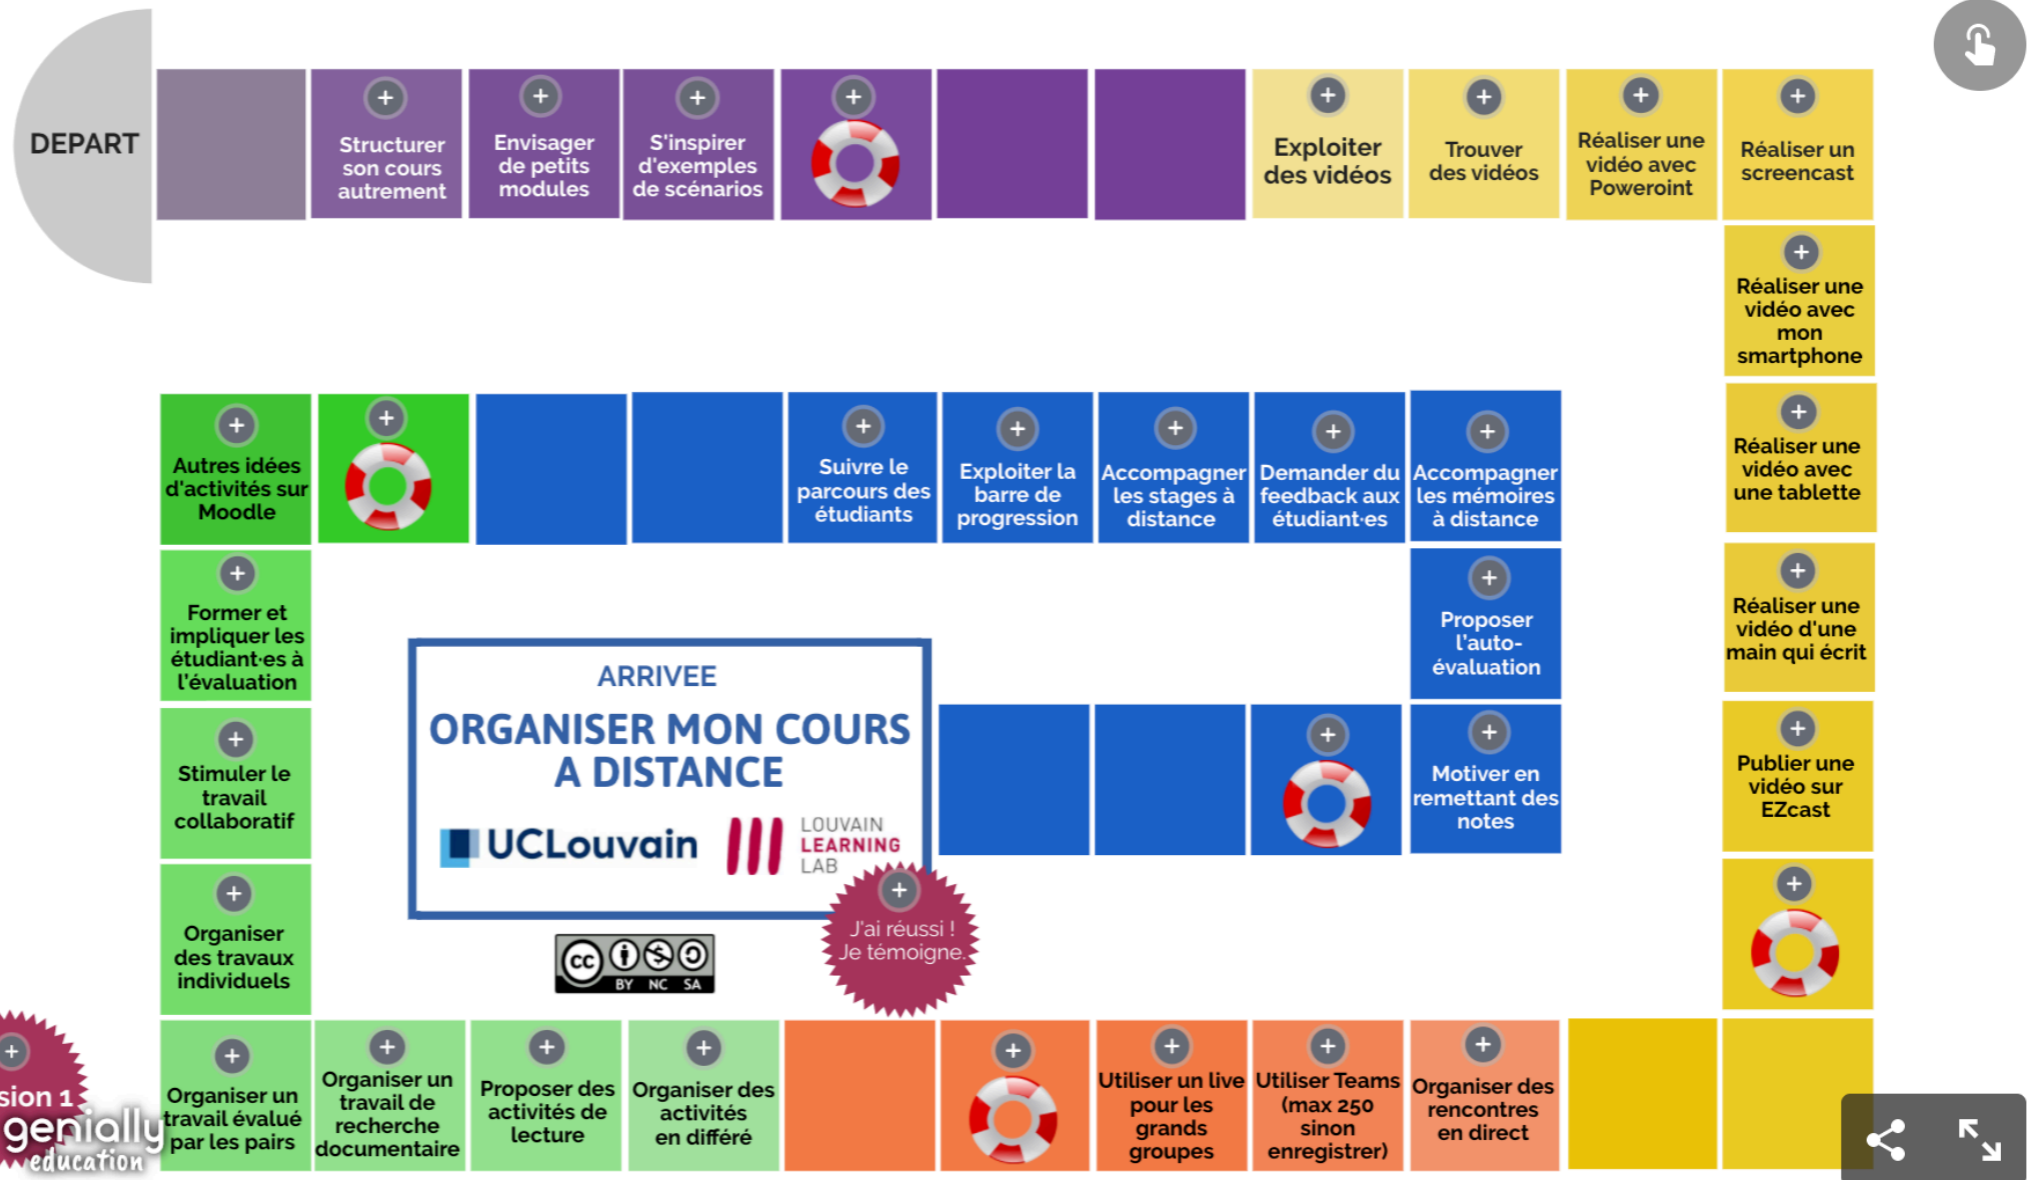 DEPART
Structurer
son cours
autrement
Envisager
de petits
modules
S'inspirer
d'exemples
de scénarios
Exploiter
des vidéos
Trouver
des vidéos
Réaliser une
vidéo avec
Poweroint
Réaliser un
screencast
Réaliser une
vidéo avec
mon
smartphone
Réaliser une
vidéo avec
une tablette
Réaliser une
vidéo d'une
main qui écrit
Publier une
vidéo sur
EZcast
Organiser des
rencontres
en direct
Utiliser Teams
(max 250
sinon
enregistrer)
Utiliser un live
pour les
grands
groupes
Organiser des
activités
en différé
Proposer des
activités de
lecture
Organiser un
travail de
recherche
documentaire
Organiser un
travail évalué
par les pairs
Organiser
des travaux
individuels
Stimuler le
travail
collaboratif
Former et
impliquer les
étudiant·es à
l'évaluation
Autres idées
d'activités sur
Moodle
Suivre le
parcours des
étudiants
Exploiter la
barre de
progression
Accompagner
les stages à
distance
Demander du
feedback aux
étudiant·es
Accompagner
les mémoires
à distance
Proposer
l'auto-
évaluation
Motiver en
remettant des
notes
ARRIVEE
ORGANISER MON COURS
A DISTANCE
UCLouvain
LOUVAIN
LEARNING
LAB
J'ai réussi !
Je témoigne.
cc
BY NC SA
sion 1
genially
education